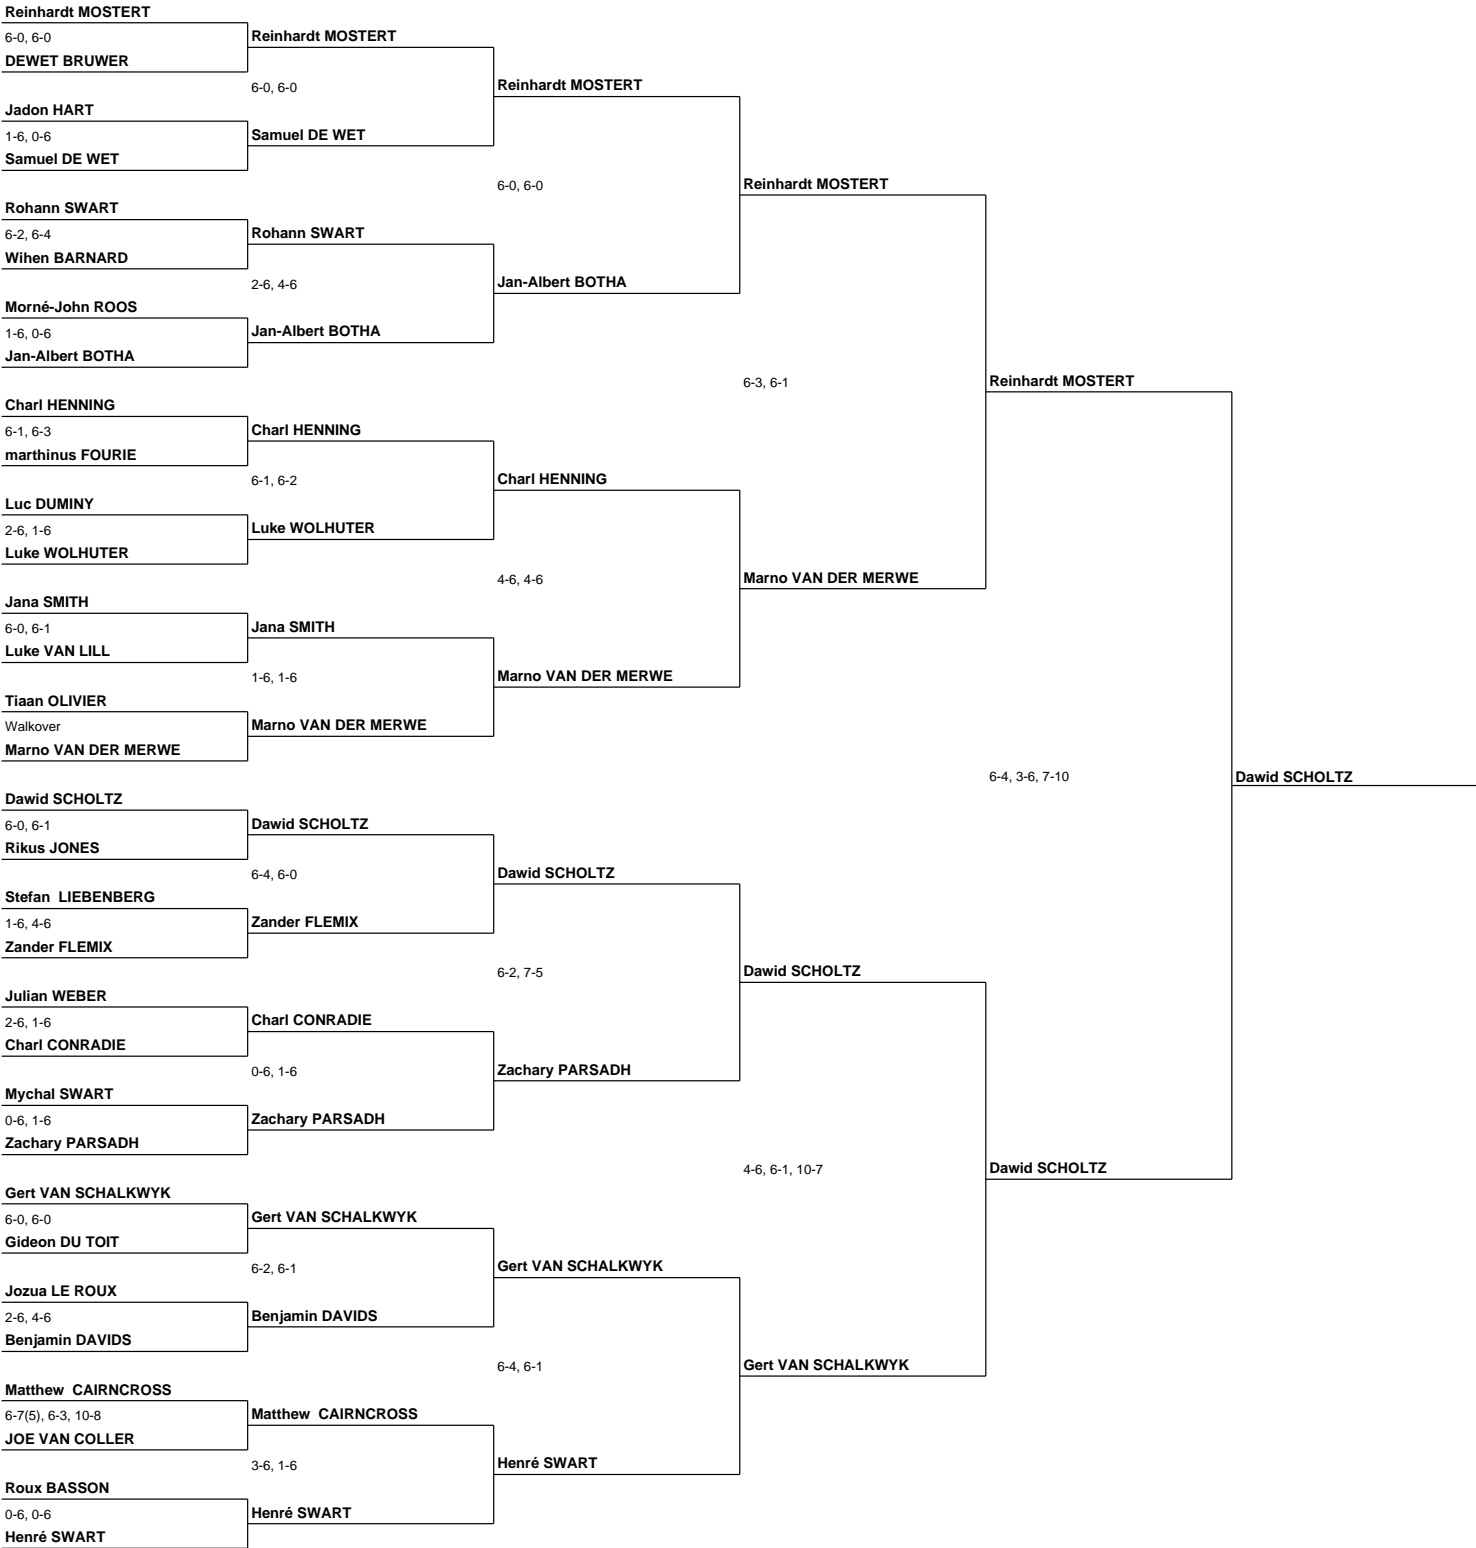 Reinhardt MOSTERT
6-0, 6-0
DEWET BRUWER
Jadon HART
1-6, 0-6
Samuel DE WET
Rohann SWART
6-2, 6-4
Wihen BARNARD
Morné-John ROOS
1-6, 0-6
Jan-Albert BOTHA
Charl HENNING
6-1, 6-3
marthinus FOURIE
Luc DUMINY
2-6, 1-6
Luke WOLHUTER
Jana SMITH
6-0, 6-1
Luke VAN LILL
Tiaan OLIVIER
Walkover
Marno VAN DER MERWE
Dawid SCHOLTZ
6-0, 6-1
Rikus JONES
Stefan  LIEBENBERG
1-6, 4-6
Zander FLEMIX
Julian WEBER
2-6, 1-6
Charl CONRADIE
Mychal SWART
0-6, 1-6
Zachary PARSADH
Gert VAN SCHALKWYK
6-0, 6-0
Gideon DU TOIT
Jozua LE ROUX
2-6, 4-6
Benjamin DAVIDS
Matthew  CAIRNCROSS
6-7(5), 6-3, 10-8
JOE VAN COLLER
Roux BASSON
0-6, 0-6
Henré SWART
Reinhardt MOSTERT
6-0, 6-0
Samuel DE WET
Rohann SWART
2-6, 4-6
Jan-Albert BOTHA
Charl HENNING
6-1, 6-2
Luke WOLHUTER
Jana SMITH
1-6, 1-6
Marno VAN DER MERWE
Dawid SCHOLTZ
6-4, 6-0
Zander FLEMIX
Charl CONRADIE
0-6, 1-6
Zachary PARSADH
Gert VAN SCHALKWYK
6-2, 6-1
Benjamin DAVIDS
Matthew  CAIRNCROSS
3-6, 1-6
Henré SWART
Reinhardt MOSTERT
6-0, 6-0
Jan-Albert BOTHA
Charl HENNING
4-6, 4-6
Marno VAN DER MERWE
Dawid SCHOLTZ
6-2, 7-5
Zachary PARSADH
Gert VAN SCHALKWYK
6-4, 6-1
Henré SWART
Reinhardt MOSTERT
6-3, 6-1
Marno VAN DER MERWE
Dawid SCHOLTZ
4-6, 6-1, 10-7
Gert VAN SCHALKWYK
Reinhardt MOSTERT
6-4, 3-6, 7-10
Dawid SCHOLTZ
Dawid SCHOLTZ